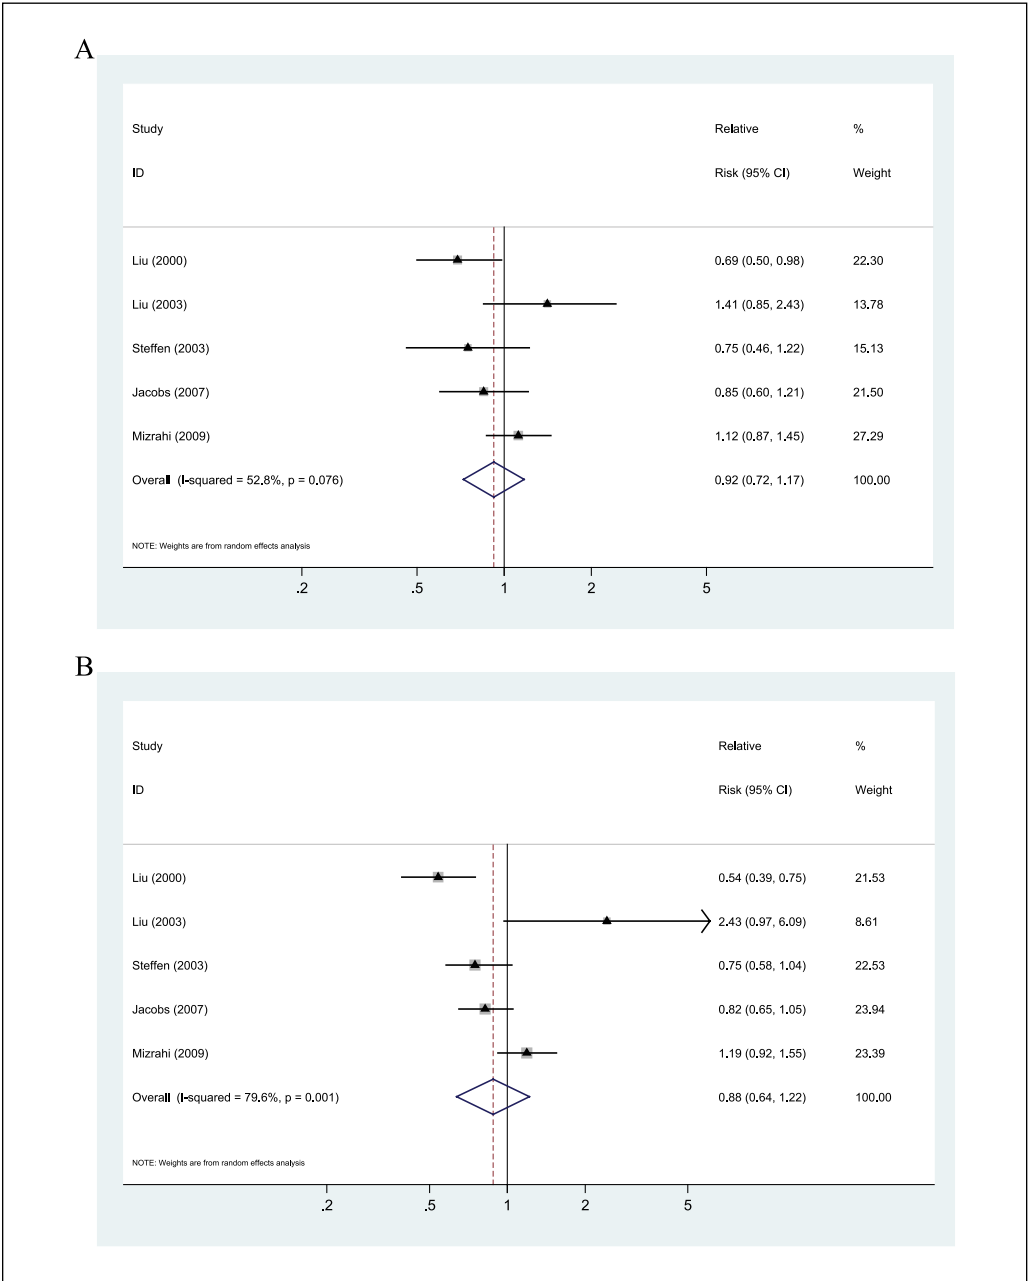 A
Study Relative %
ID Risk (95% CI) Weight
Liu (2000) 0.69 (0.50, 0.98) 22.30
Liu (2003) 1.41 (0.85, 2.43) 13.78
Steffen (2003) 0.75 (0.46, 1.22) 15.13
Jacobs (2007) 0.85 (0.60, 1.21) 21.50
Mizrahi (2009) 1.12 (0.87, 1.45) 27.29
Overall (I-squared = 52.8%, p = 0.076) 0.92 (0.72, 1.17) 100.00
NOTE: Weights are from random effects analysis
.2 .5 1 2 5
B
Study Relative %
ID Risk (95% CI) Weight
Liu (2000) 0.54 (0.39, 0.75) 21.53
Liu (2003) 2.43 (0.97, 6.09) 8.61
Steffen (2003) 0.75 (0.58, 1.04) 22.53
Jacobs (2007) 0.82 (0.65, 1.05) 23.94
Mizrahi (2009) 1.19 (0.92, 1.55) 23.39
Overall (I-squared = 79.6%, p = 0.001) 0.88 (0.64, 1.22) 100.00
NOTE: Weights are from random effects analysis
.2 .5 1 2 5